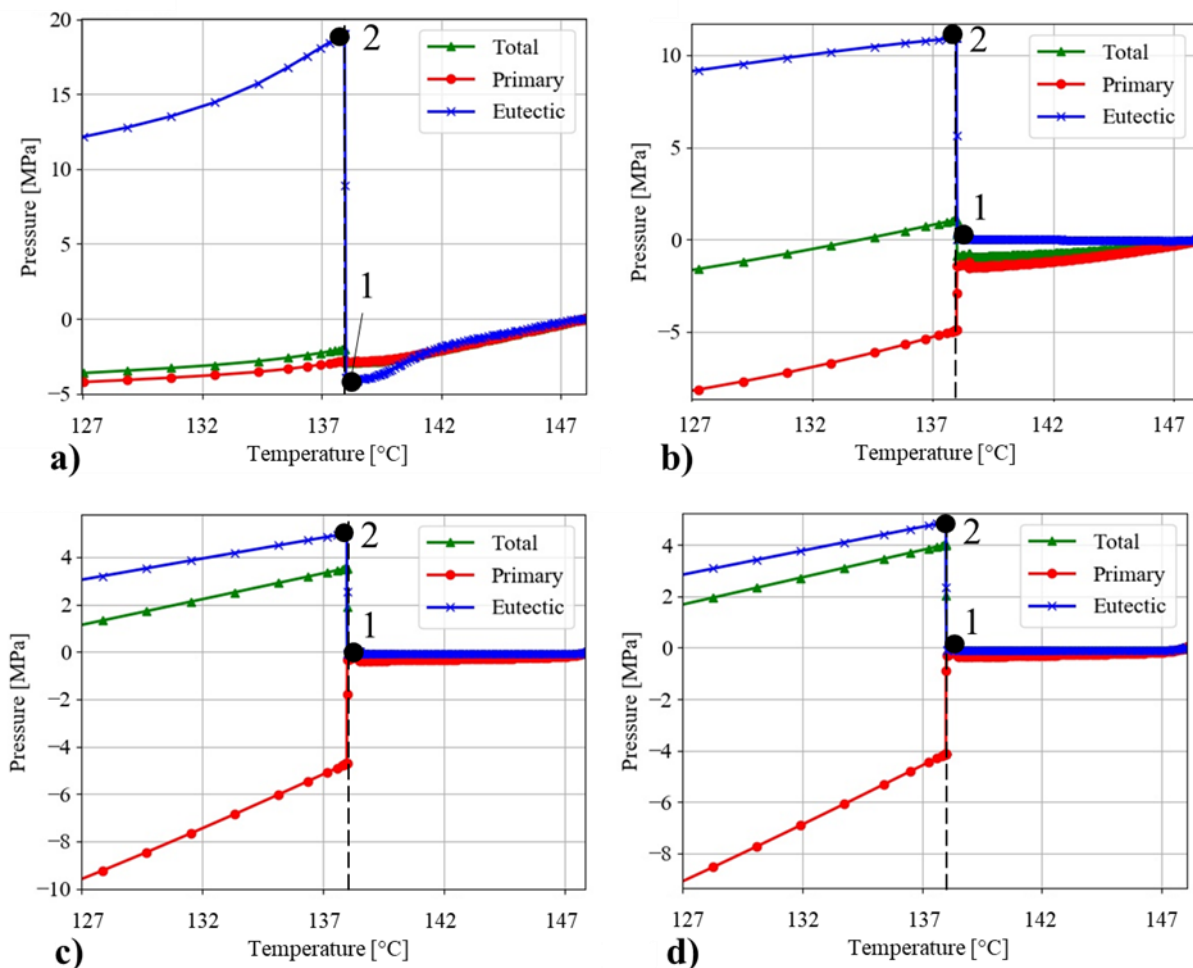 20
15
10
5
0
−5
Pressure [MPa]
2
1
Total
Primary
Eutectic
127
132
137
142
147
Temperature [°C]
a)
10
5
0
−5
Pressure [MPa]
2
1
Total
Primary
Eutectic
127
132
137
142
147
Temperature [°C]
b)
4
2
0
−2
−4
−6
−8
−10
Pressure [MPa]
2
1
Total
Primary
Eutectic
127
132
137
142
147
Temperature [°C]
c)
4
2
0
−2
−4
−6
−8
Pressure [MPa]
2
1
Total
Primary
Eutectic
127
132
137
142
147
Temperature [°C]
d)